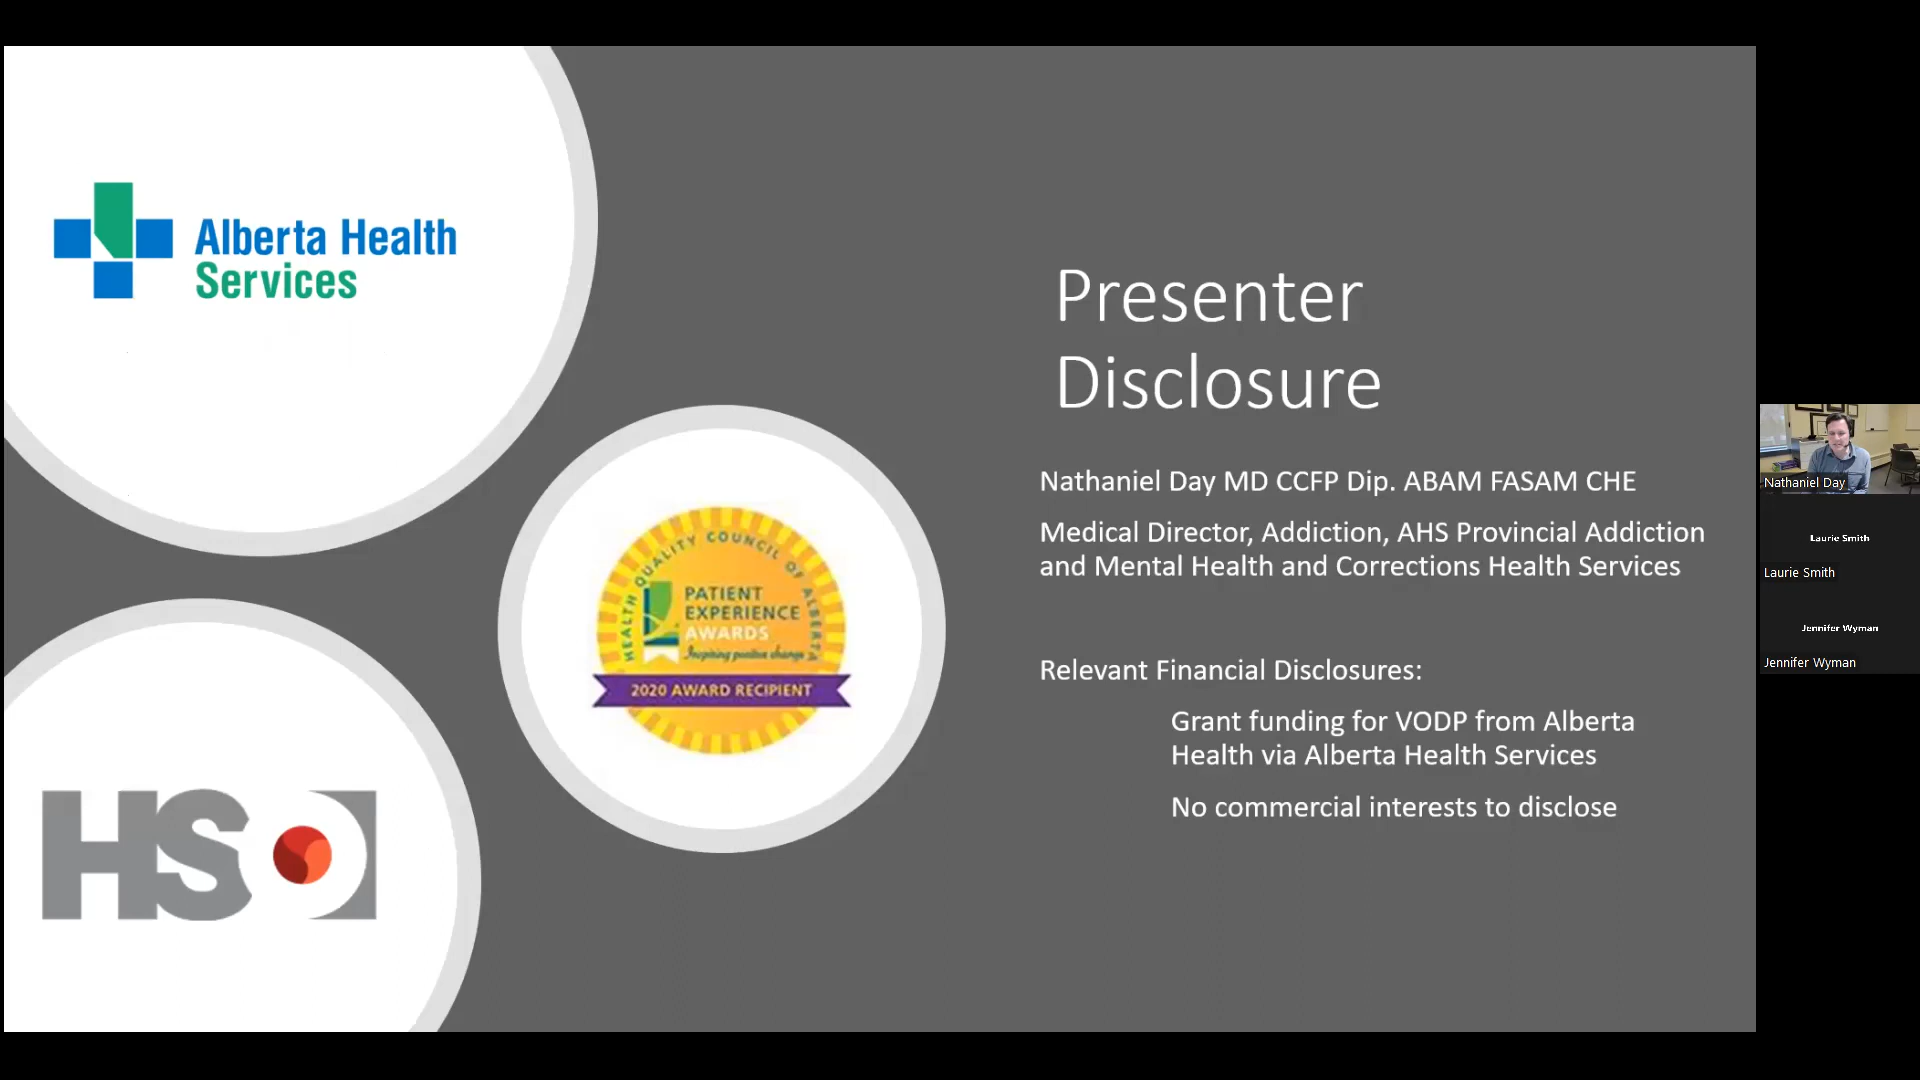 Alberta Health
Services
HEALTH QUALITY COUNCIL OF ALBERTA
PATIENT
EXPERIENCE
AWARDS
Inspiring positive change
2020 AWARD RECIPIENT
HSO
Presenter
Disclosure
Nathaniel Day MD CCFP Dip. ABAM FASAM CHE
Medical Director, Addiction, AHS Provincial Addiction
and Mental Health and Corrections Health Services
Relevant Financial Disclosures:
Grant funding for VODP from Alberta
Health via Alberta Health Services
No commercial interests to disclose
Nathaniel Day
Laurie Smith
Laurie Smith
Jennifer Wyman
Jennifer Wyman